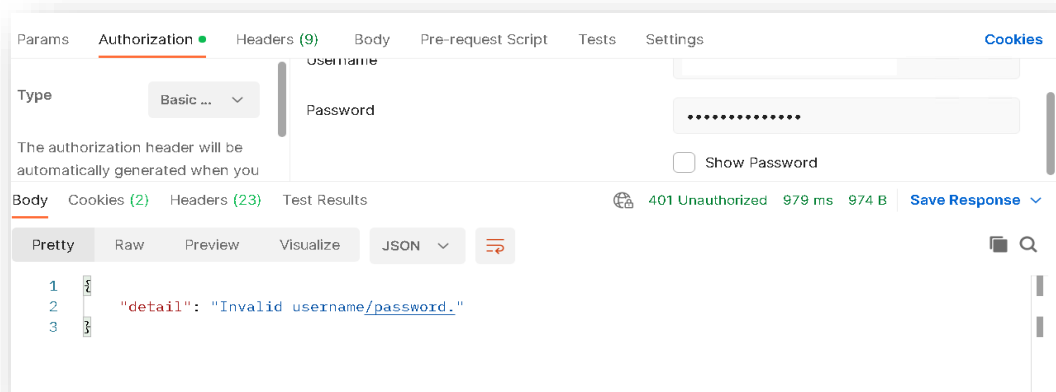 Params Authorization Headers (9) Body Pre-request Script Tests Settings Cookies
Username
Type Basic ...
Password ••••••••••••••
Show Password
The authorization header will be
automatically generated when you
Body Cookies (2) Headers (23) Test Results 401 Unauthorized 979 ms 974 B Save Response
Pretty Raw Preview Visualize JSON
1 {
2 "detail": "Invalid username/password."
3 }